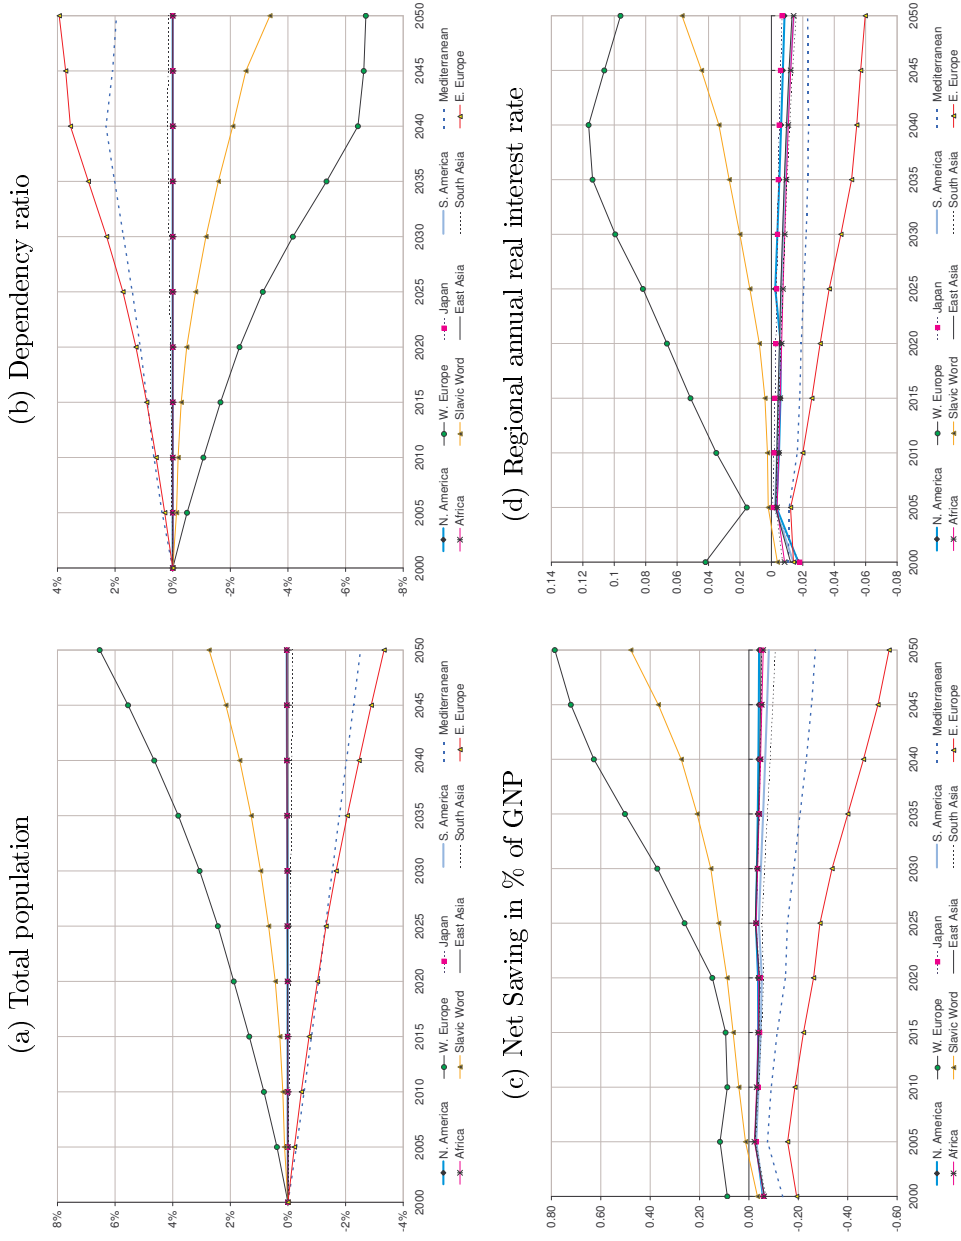 (a) Total population
8%
6%
4%
2%
0%
-2%
-4%
2000 2005 2010 2015 2020 2025 2030 2035 2040 2045 2050
N. America W. Europe Japan S. America Mediterranean
Africa Slavic Word East Asia South Asia E. Europe
(b) Dependency ratio
4%
2%
0%
-2%
-4%
-6%
-8%
2000 2005 2010 2015 2020 2025 2030 2035 2040 2045 2050
N. America W. Europe Japan S. America Mediterranean
Africa Slavic Word East Asia South Asia E. Europe
(c) Net Saving in % of GNP
0.80
0.60
0.40
0.20
0.00
-0.20
-0.40
-0.60
2000 2005 2010 2015 2020 2025 2030 2035 2040 2045 2050
N. America W. Europe Japan S. America Mediterranean
Africa Slavic Word East Asia South Asia E. Europe
(d) Regional annual real interest rate
0.14
0.12
0.1
0.08
0.06
0.04
0.02
0
-0.02
-0.04
-0.06
-0.08
2000 2005 2010 2015 2020 2025 2030 2035 2040 2045 2050
N. America W. Europe Japan S. America Mediterranean
Africa Slavic Word East Asia South Asia E. Europe